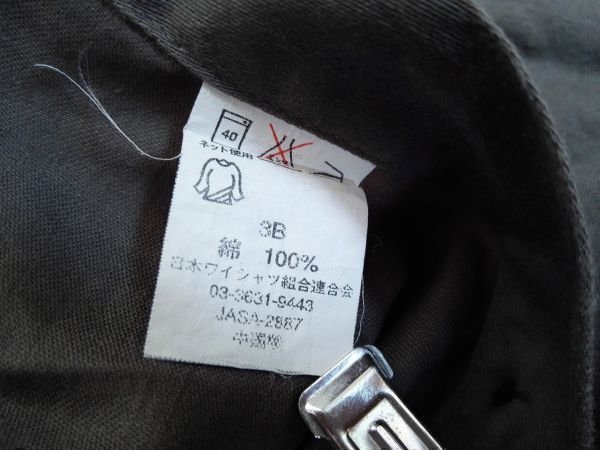 40
ネット使用
3B
綿 100%
日本ワイシャツ組合連合会
03-3631-9443
JASA-2887
中国製